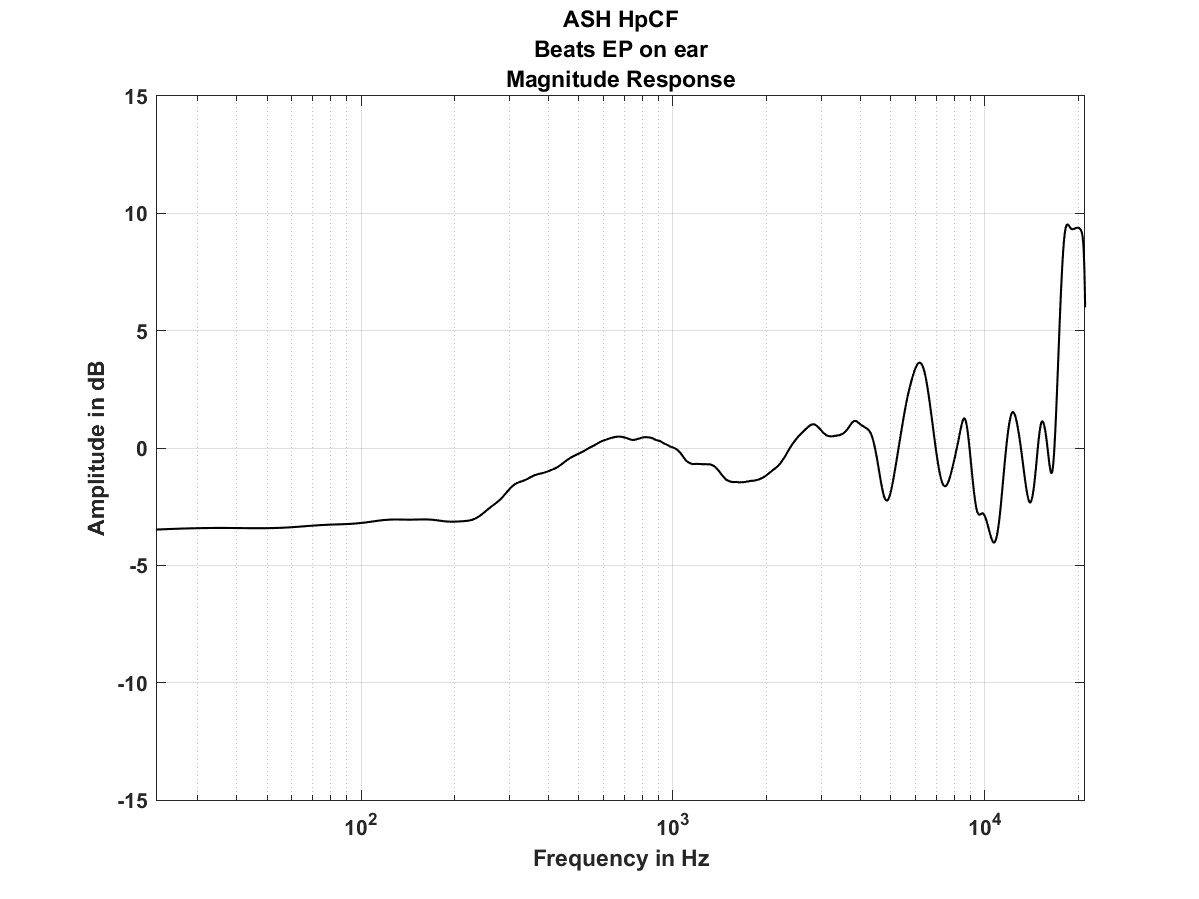 ASH HpCF
Beats EP on ear
Magnitude Response
15
10
5
0
-5
-10
-15
Amplitude in dB
10²
10³
10⁴
Frequency in Hz